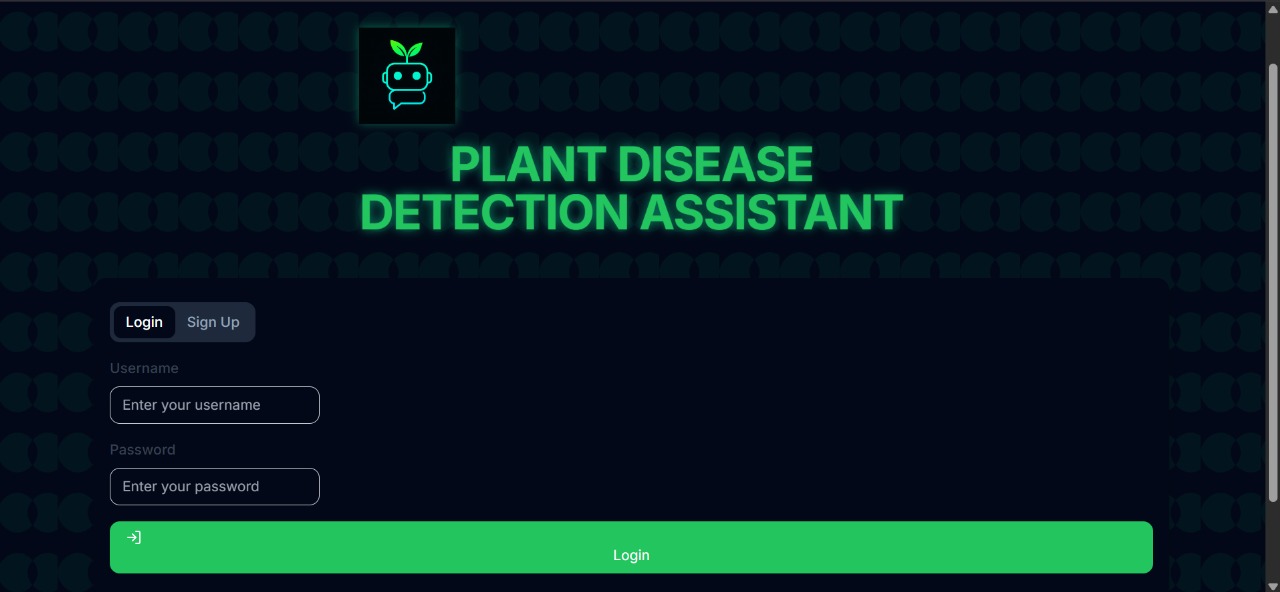 PLANT DISEASE
DETECTION ASSISTANT
Login Sign Up
Username
Enter your username
Password
Enter your password
Login